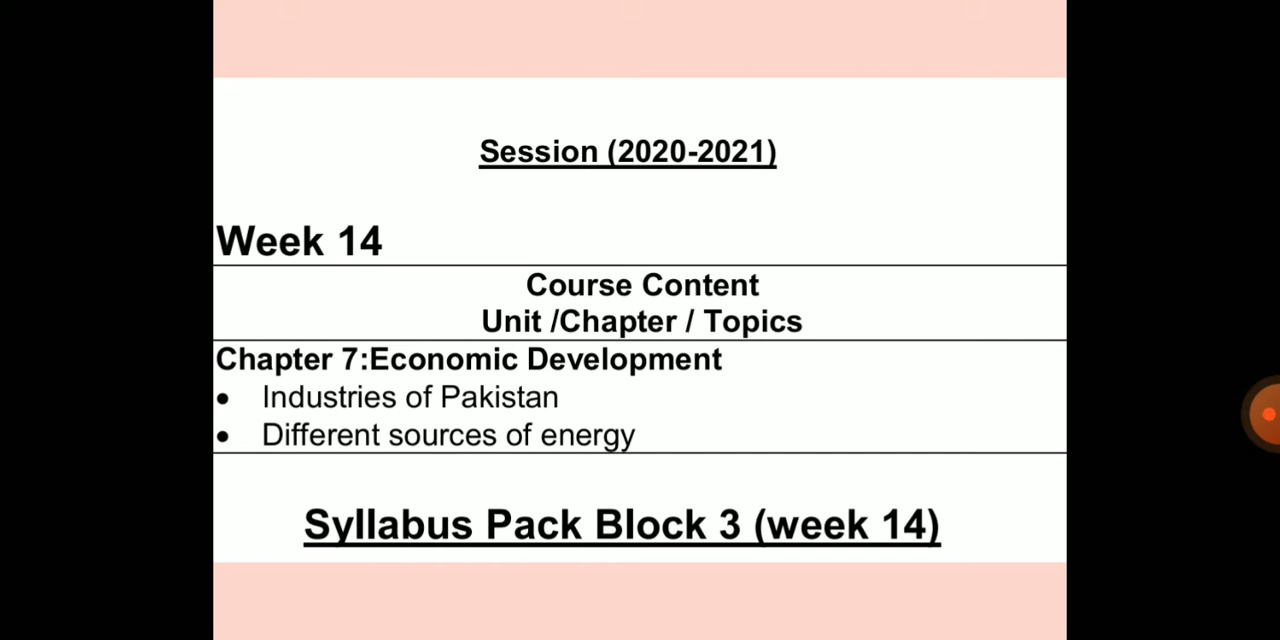 Session (2020-2021)
Week 14
Course Content
Unit /Chapter / Topics
Chapter 7:Economic Development
• Industries of Pakistan
• Different sources of energy
Syllabus Pack Block 3 (week 14)